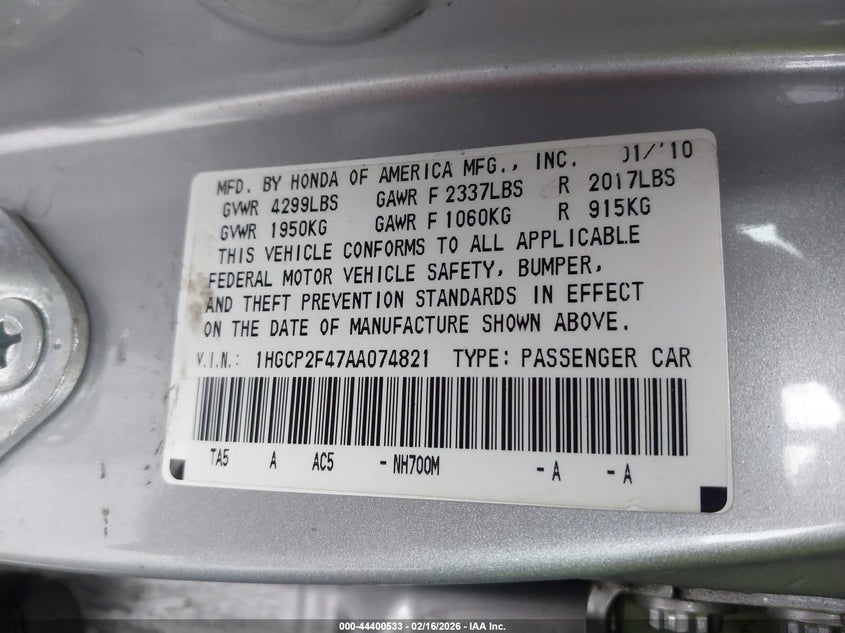 MFD. BY HONDA OF AMERICA MFG., INC. 01/'10
GVWR 4299LBS GAWR F 2337LBS R 2017LBS
GVWR 1950KG GAWR F 1060KG R 915KG
THIS VEHICLE CONFORMS TO ALL APPLICABLE
FEDERAL MOTOR VEHICLE SAFETY, BUMPER,
AND THEFT PREVENTION STANDARDS IN EFFECT
ON THE DATE OF MANUFACTURE SHOWN ABOVE.
V.I.N.: 1HGCP2F47AA074821 TYPE: PASSENGER CAR
TA5 A AC5 - NH700M - A - A
000-44400533 - 02/16/2026 - IAA Inc.